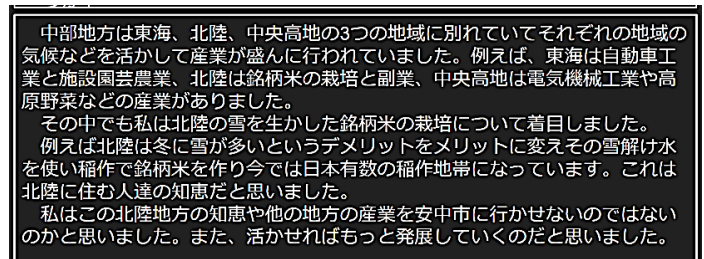 中部地方は東海、北陸、中央高地の3つの地域に別れていてそれぞれの地域の
気候などを活かして産業が盛んに行われていました。例えば、東海は自動車工
業と施設園芸農業、北陸は銘柄米の栽培と副業、中央高地は電気機械工業や高
原野菜などの産業がありました。
その中でも私は北陸の雪を生かした銘柄米の栽培について着目しました。
例えば北陸は冬に雪が多いというデメリットをメリットに変えその雪解け水
を使い稲作で銘柄米を作り今では日本有数の稲作地帯になっています。これは
北陸に住む人達の知恵だと思いました。
私はこの北陸地方の知恵や他の地方の産業を安中市に行かせないのではない
のかと思いました。また、活かせればもっと発展していくのだと思いました。